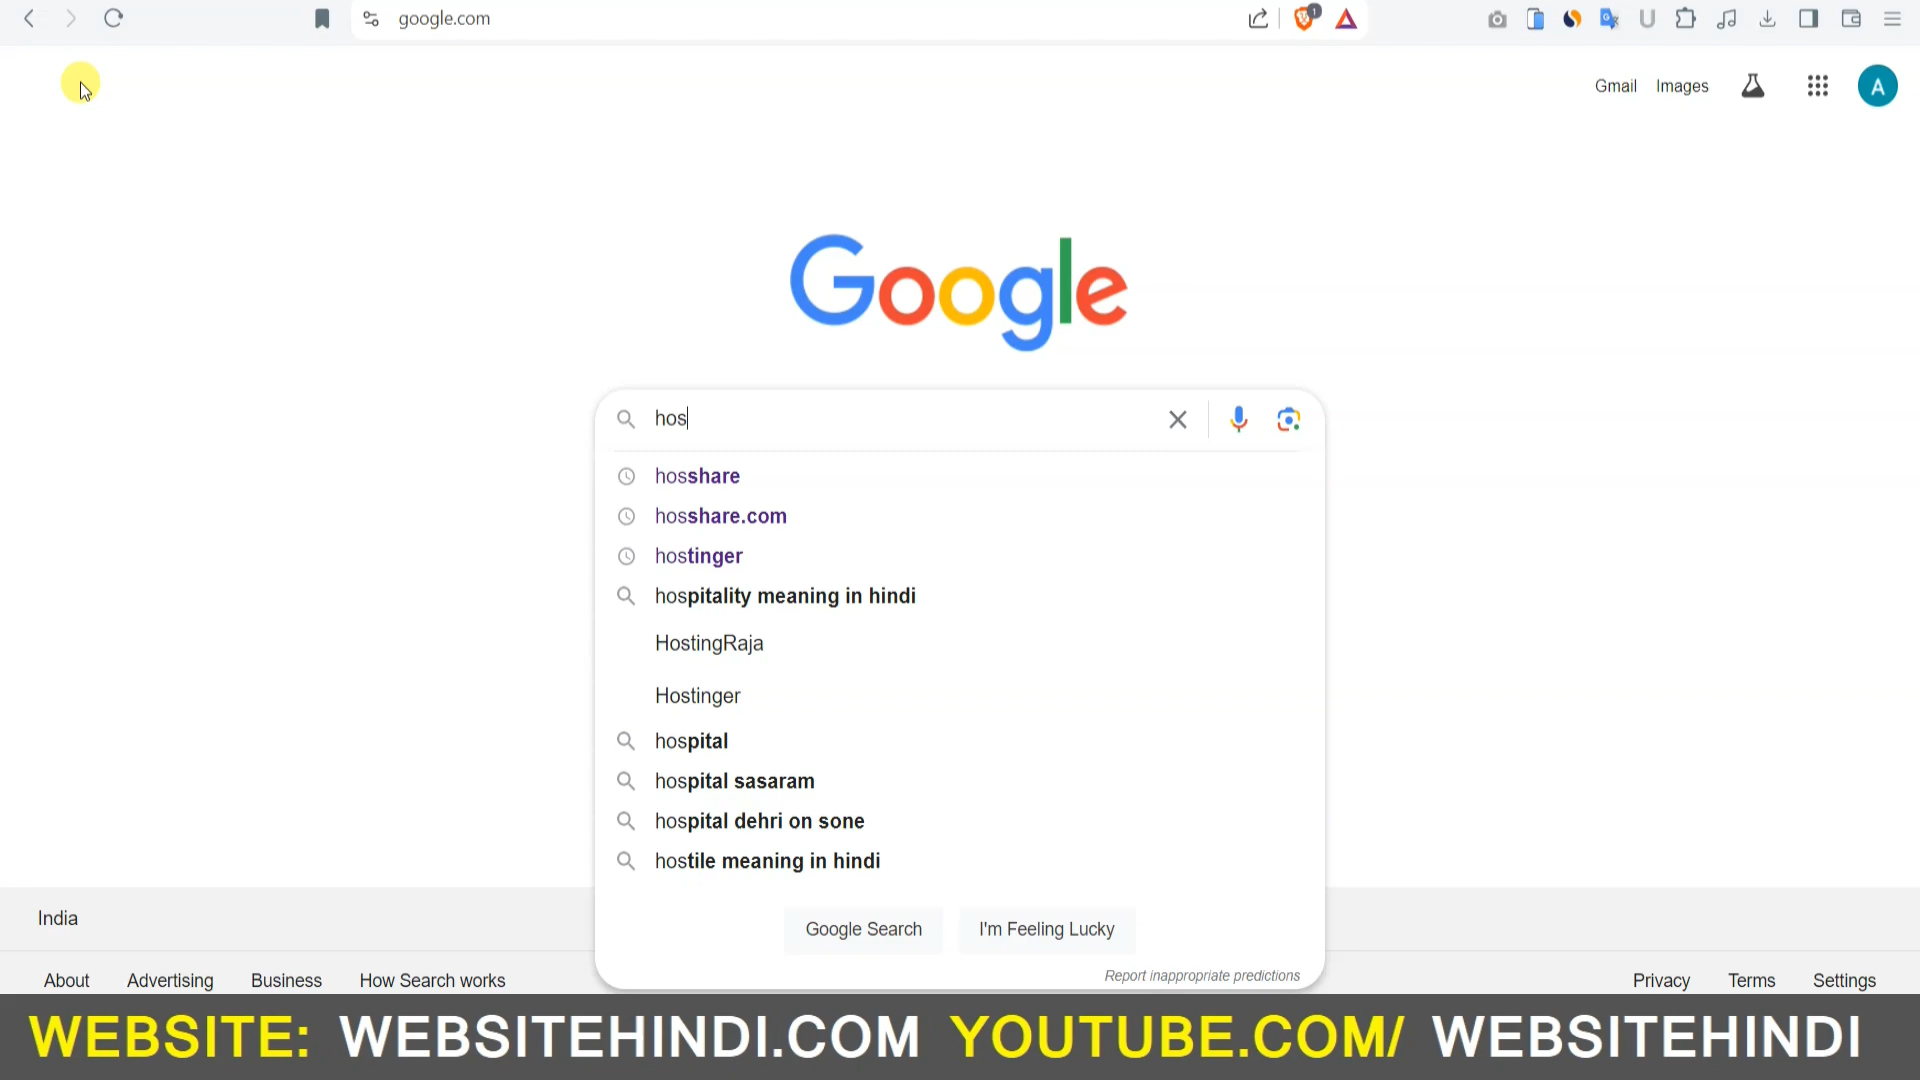 google.com
1
Gmail Images
A
Google
hos
hosshare
hosshare.com
hostinger
hospitality meaning in hindi
HostingRaja
Hostinger
hospital
hospital sasaram
hospital dehri on sone
hostile meaning in hindi
Google Search I'm Feeling Lucky
Report inappropriate predictions
India
About Advertising Business How Search works Privacy Terms Settings
WEBSITE: WEBSITEHINDI.COM YOUTUBE.COM/ WEBSITEHINDI